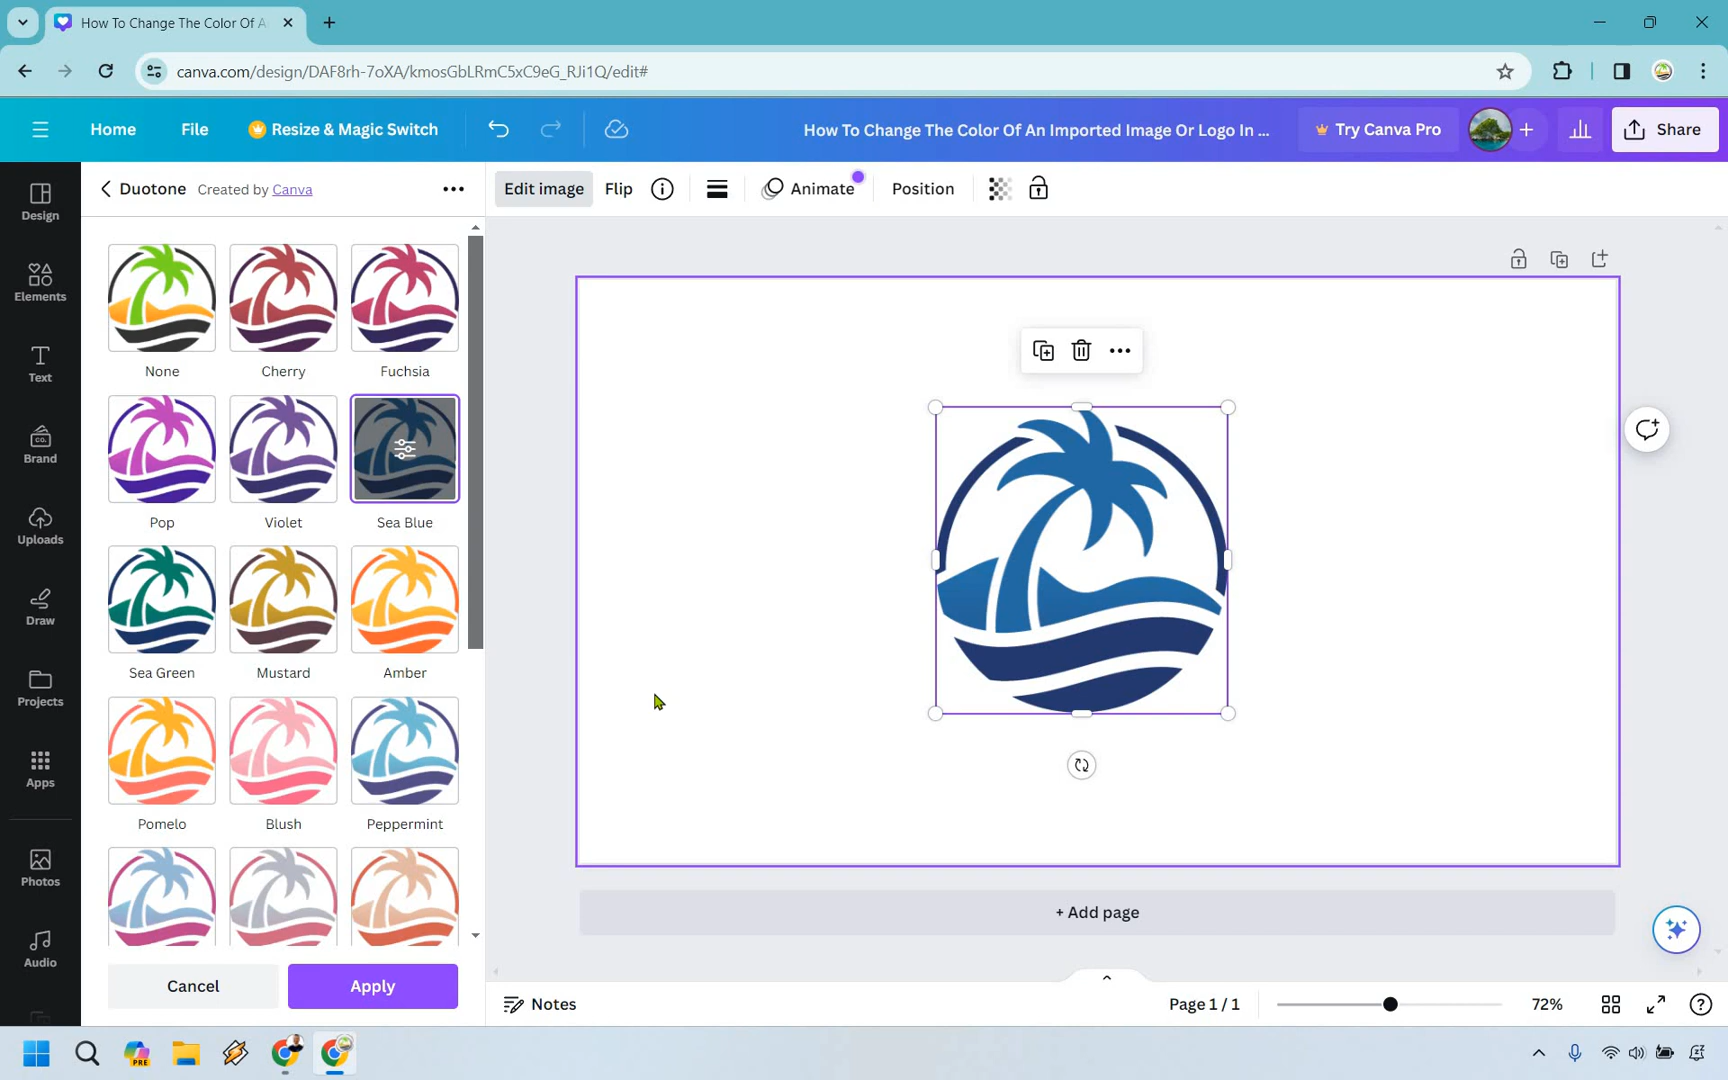 How To Change The Color Of A
canva.com/design/DAF8rh-7oXA/kmosGbLRmC5xC9eG_RJi1Q/edit#
Home
File
Resize & Magic Switch
How To Change The Color Of An Imported Image Or Logo In ...
Try Canva Pro
Share
Duotone
Created by Canva
Edit image
Flip
Animate
Position
Design
Elements
Text
CO.
Brand
Uploads
Draw
Projects
Apps
Photos
Audio
None
Cherry
Fuchsia
Pop
Violet
Sea Blue
Sea Green
Mustard
Amber
Pomelo
Blush
Peppermint
Cancel
Apply
+ Add page
Notes
Page 1 / 1
72%
PRE